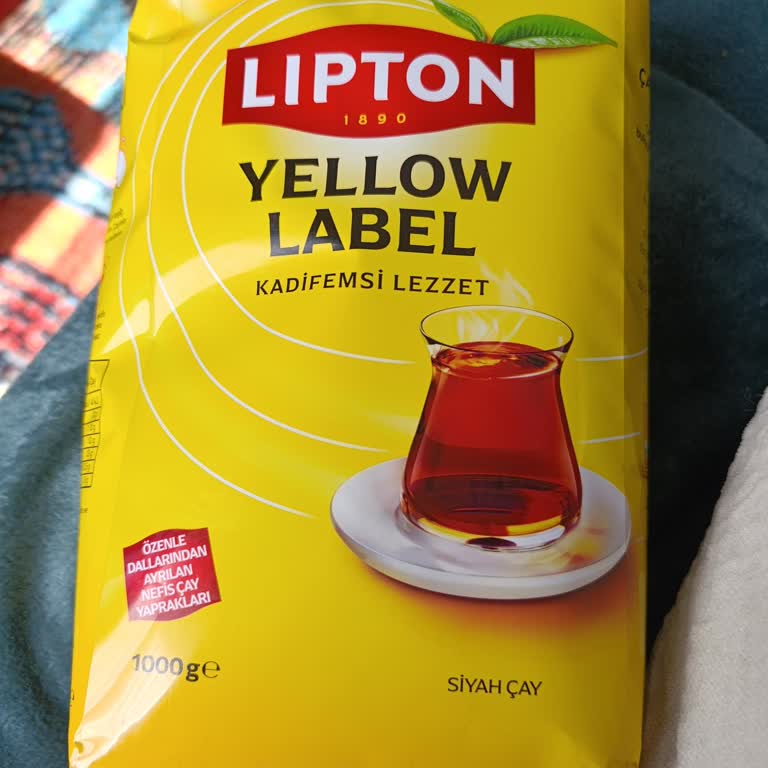 LIPTON
1890
YELLOW
LABEL
KADİFEMSİ LEZZET
ÖZENLE
DALLARINDAN
AYRILAN
NEFİS ÇAY
YAPRAKLARI
1000g℮
SİYAH ÇAY